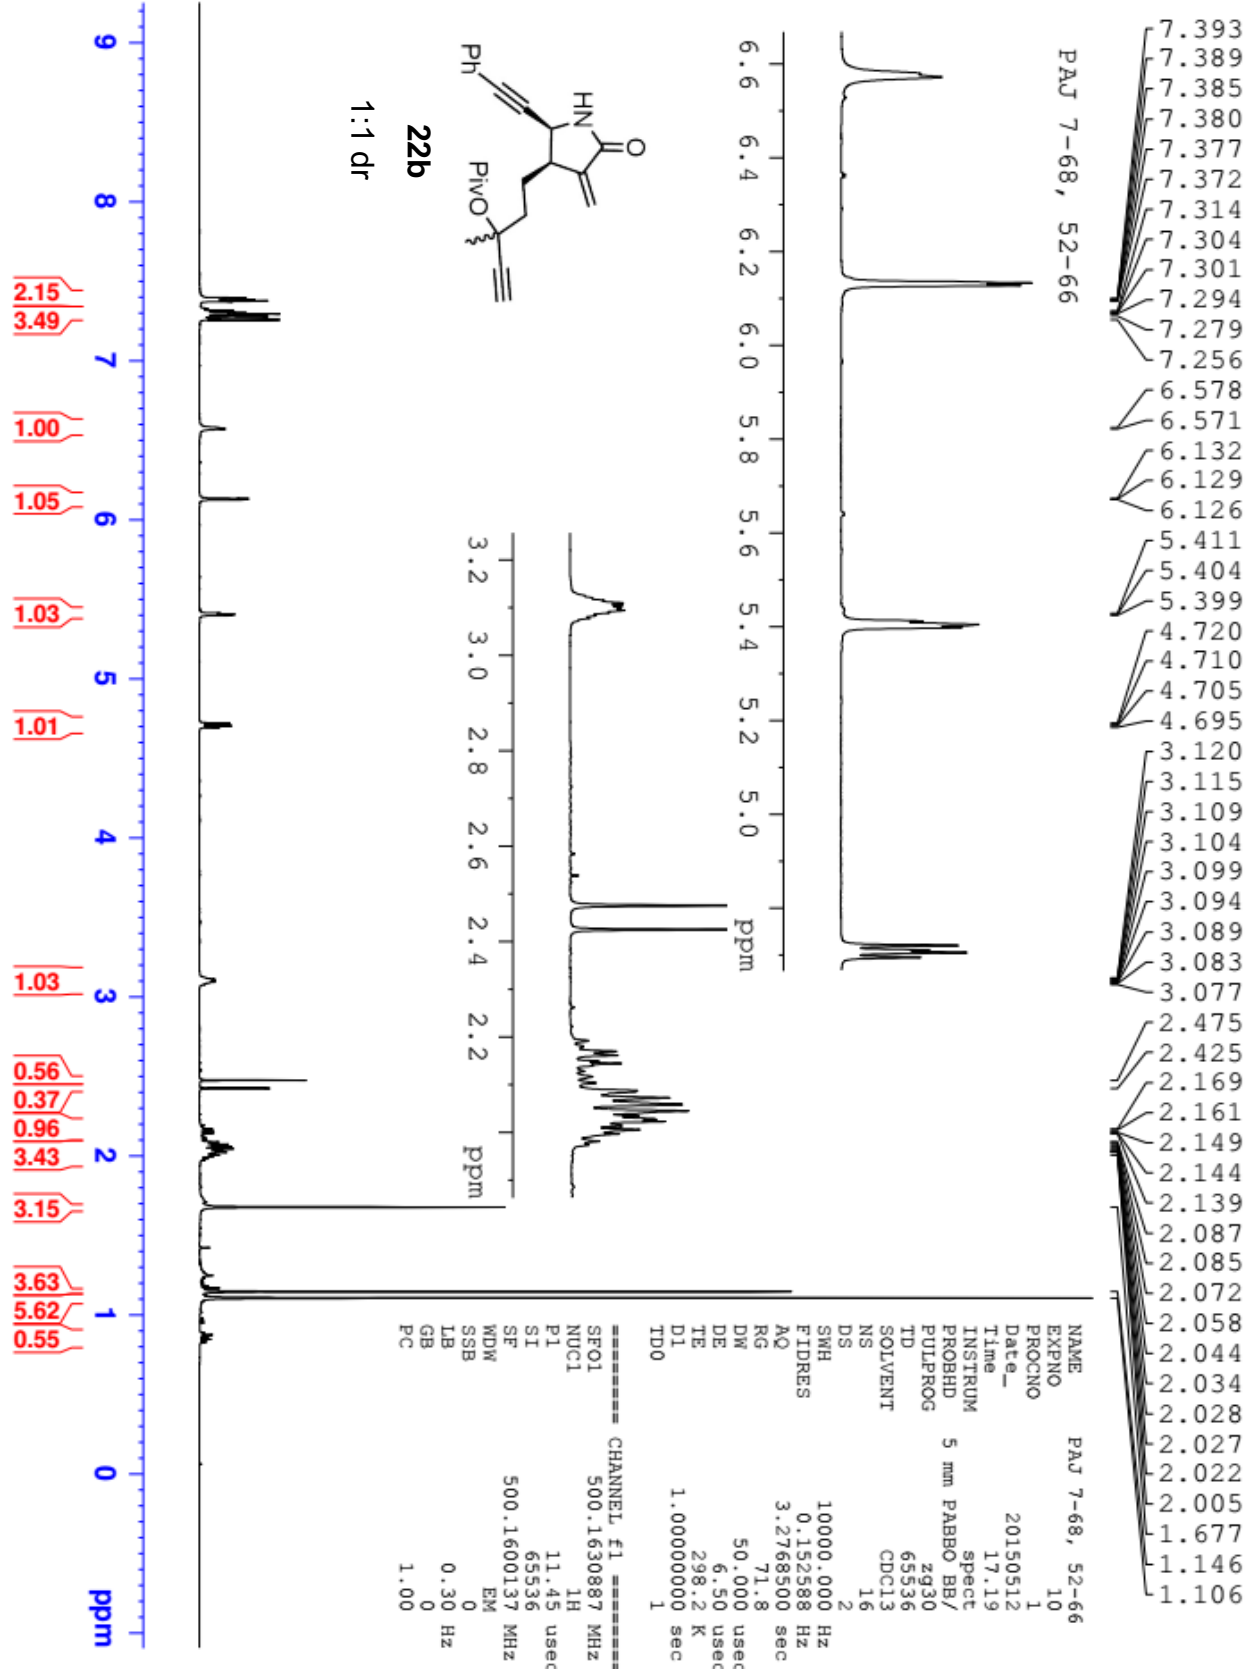 7.393
7.389
7.385
7.380
7.377
7.372
7.314
7.304
7.301
7.294
7.279
7.256
6.578
6.571
6.132
6.129
6.126
5.411
5.404
5.399
4.720
4.710
4.705
4.695
3.120
3.115
3.109
3.104
3.099
3.094
3.089
3.083
3.077
2.475
2.425
2.169
2.161
2.149
2.144
2.139
2.087
2.085
2.072
2.058
2.044
2.034
2.028
2.027
2.022
2.005
1.677
1.146
1.106
PAJ 7-68, 52-66
6.6 6.4 6.2 6.0 5.8 5.6 5.4 5.2 5.0 ppm
3.2 3.0 2.8 2.6 2.4 2.2 ppm
O
HN
Ph
PivO
22b
1:1 dr
NAME PAJ 7-68, 52-66
EXPNO 10
PROCNO 1
Date_ 20150512
Time 17.19
INSTRUM spect
PROBHD 5 mm PABBO BB/
PULPROG zg30
TD 65536
SOLVENT CDCl3
NS 16
DS 2
SWH 10000.000 Hz
FIDRES 0.152588 Hz
AQ 3.2768500 sec
RG 71.8
DW 50.000 usec
DE 6.50 usec
TE 298.2 K
D1 1.00000000 sec
TD0 1
======== CHANNEL f1 ========
SFO1 500.1630887 MHz
NUC1 1H
P1 11.45 usec
SI 65536
SF 500.1600137 MHz
WDW EM
SSB 0
LB 0.30 Hz
GB 0
PC 1.00
9 8 7 6 5 4 3 2 1 0 ppm
2.15
3.49
1.00
1.05
1.03
1.01
1.03
0.56
0.37
0.96
3.43
3.15
3.63
5.62
0.55